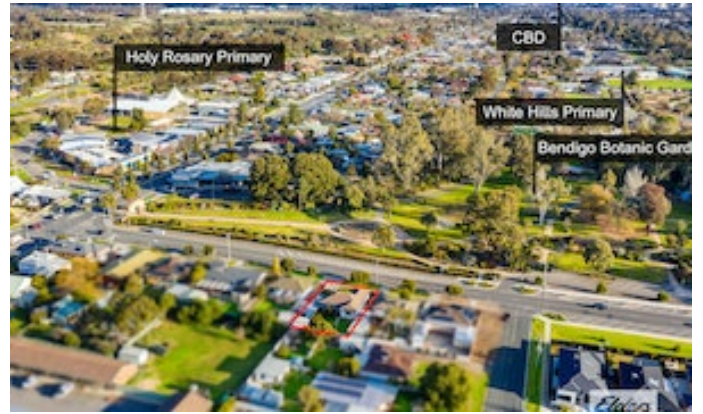 CBD
Holy Rosary Primary
White Hills Primary
Bendigo Botanic Gard